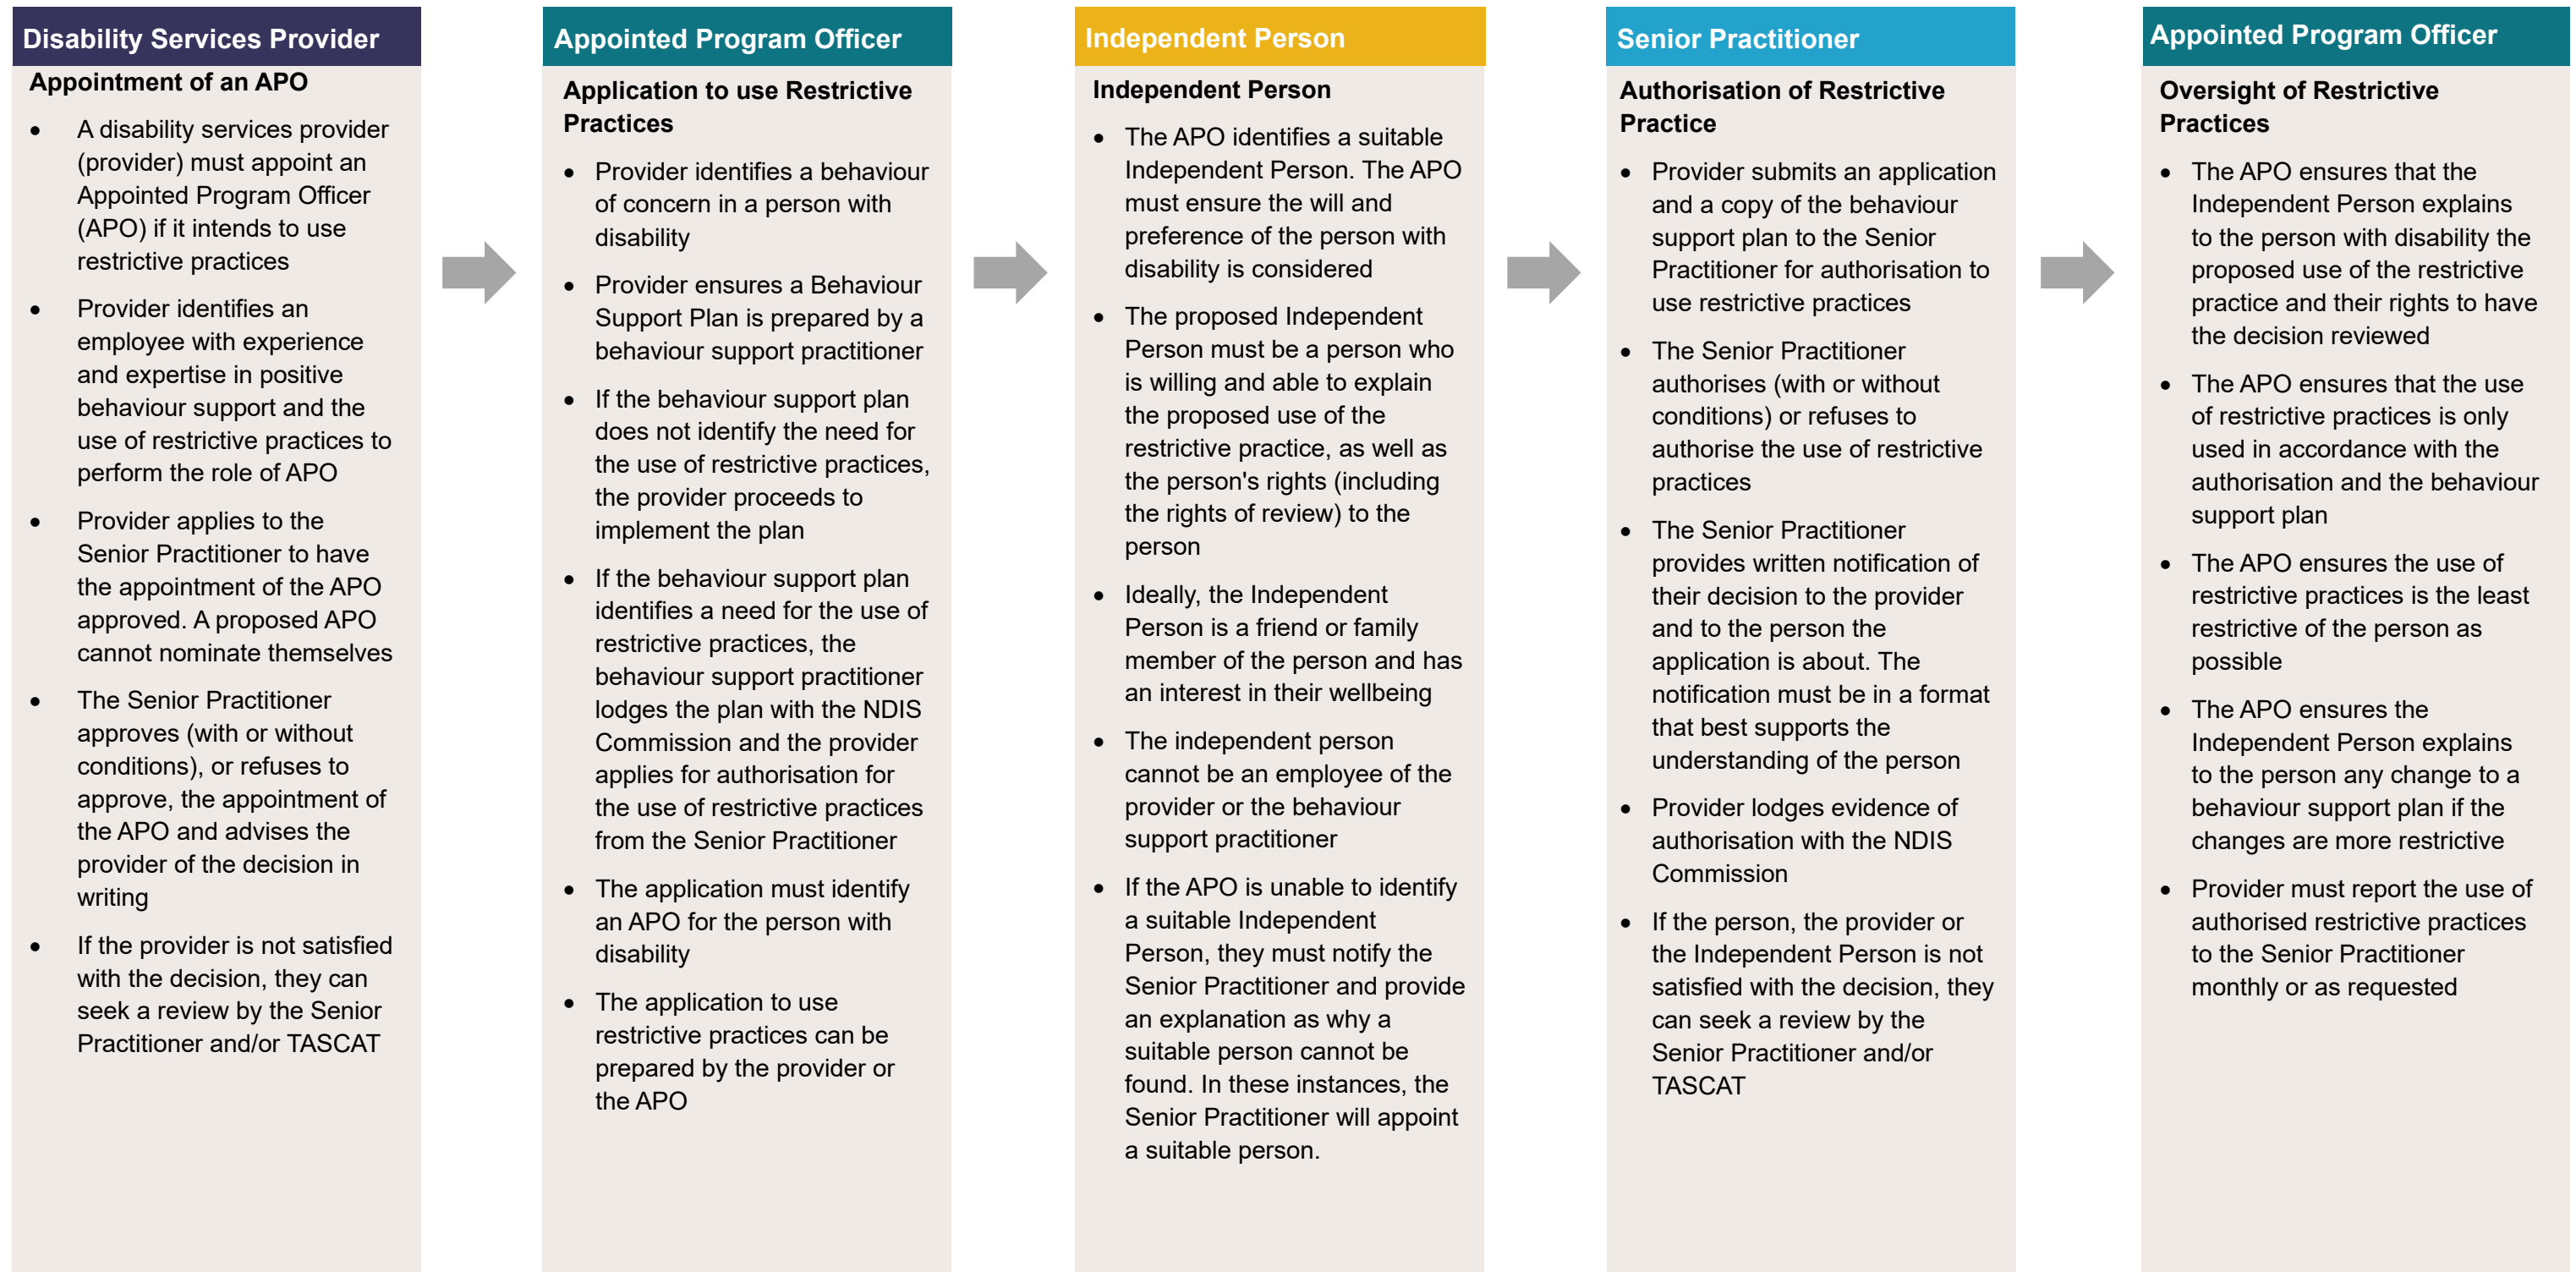 Disability Services Provider
Appointment of an APO
• A disability services provider
(provider) must appoint an
Appointed Program Officer
(APO) if it intends to use
restrictive practices
• Provider identifies an
employee with experience
and expertise in positive
behaviour support and the
use of restrictive practices to
perform the role of APO
• Provider applies to the
Senior Practitioner to have
the appointment of the APO
approved. A proposed APO
cannot nominate themselves
• The Senior Practitioner
approves (with or without
conditions), or refuses to
approve, the appointment of
the APO and advises the
provider of the decision in
writing
• If the provider is not satisfied
with the decision, they can
seek a review by the Senior
Practitioner and/or TASCAT
Appointed Program Officer
Application to use Restrictive
Practices
• Provider identifies a behaviour
of concern in a person with
disability
• Provider ensures a Behaviour
Support Plan is prepared by a
behaviour support practitioner
• If the behaviour support plan
does not identify the need for
the use of restrictive practices,
the provider proceeds to
implement the plan
• If the behaviour support plan
identifies a need for the use of
restrictive practices, the
behaviour support practitioner
lodges the plan with the NDIS
Commission and the provider
applies for authorisation for
the use of restrictive practices
from the Senior Practitioner
• The application must identify
an APO for the person with
disability
• The application to use
restrictive practices can be
prepared by the provider or
the APO
Independent Person
Independent Person
• The APO identifies a suitable
Independent Person. The APO
must ensure the will and
preference of the person with
disability is considered
• The proposed Independent
Person must be a person who
is willing and able to explain
the proposed use of the
restrictive practice, as well as
the person's rights (including
the rights of review) to the
person
• Ideally, the Independent
Person is a friend or family
member of the person and has
an interest in their wellbeing
• The independent person
cannot be an employee of the
provider or the behaviour
support practitioner
• If the APO is unable to identify
a suitable Independent
Person, they must notify the
Senior Practitioner and provide
an explanation as why a
suitable person cannot be
found. In these instances, the
Senior Practitioner will appoint
a suitable person.
Senior Practitioner
Authorisation of Restrictive
Practice
• Provider submits an application
and a copy of the behaviour
support plan to the Senior
Practitioner for authorisation to
use restrictive practices
• The Senior Practitioner
authorises (with or without
conditions) or refuses to
authorise the use of restrictive
practices
• The Senior Practitioner
provides written notification of
their decision to the provider
and to the person the
application is about. The
notification must be in a format
that best supports the
understanding of the person
• Provider lodges evidence of
authorisation with the NDIS
Commission
• If the person, the provider or
the Independent Person is not
satisfied with the decision, they
can seek a review by the
Senior Practitioner and/or
TASCAT
Appointed Program Officer
Oversight of Restrictive
Practices
• The APO ensures that the
Independent Person explains
to the person with disability the
proposed use of the restrictive
practice and their rights to have
the decision reviewed
• The APO ensures that the use
of restrictive practices is only
used in accordance with the
authorisation and the behaviour
support plan
• The APO ensures the use of
restrictive practices is the least
restrictive of the person as
possible
• The APO ensures the
Independent Person explains
to the person any change to a
behaviour support plan if the
changes are more restrictive
• Provider must report the use of
authorised restrictive practices
to the Senior Practitioner
monthly or as requested